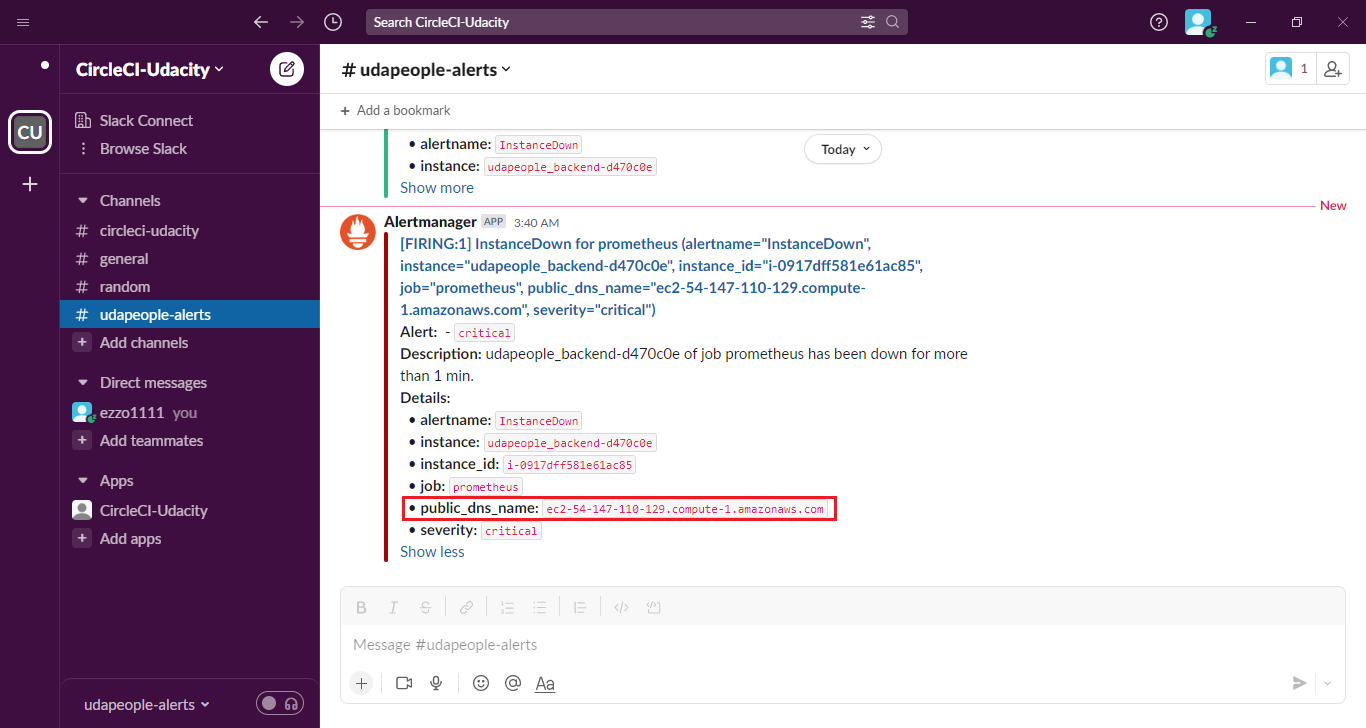 Search CircleCI-Udacity
CircleCI-Udacity
CU
Slack Connect
Browse Slack
Channels
# circleci-udacity
# general
# random
# udapeople-alerts
+ Add channels
Direct messages
ezzo1111 you
+ Add teammates
Apps
CircleCI-Udacity
+ Add apps
udapeople-alerts
# udapeople-alerts
1
+ Add a bookmark
Today
• alertname: InstanceDown
• instance: udapeople_backend-d470c0e
Show more
New
Alertmanager APP 3:40 AM
[FIRING:1] InstanceDown for prometheus (alertname="InstanceDown",
instance="udapeople_backend-d470c0e", instance_id="i-0917dff581e61ac85",
job="prometheus", public_dns_name="ec2-54-147-110-129.compute-
1.amazonaws.com", severity="critical")
Alert: - critical
Description: udapeople_backend-d470c0e of job prometheus has been down for more
than 1 min.
Details:
• alertname: InstanceDown
• instance: udapeople_backend-d470c0e
• instance_id: i-0917dff581e61ac85
• job: prometheus
• public_dns_name: ec2-54-147-110-129.compute-1.amazonaws.com
• severity: critical
Show less
B I S
Message #udapeople-alerts
+ @ Aa